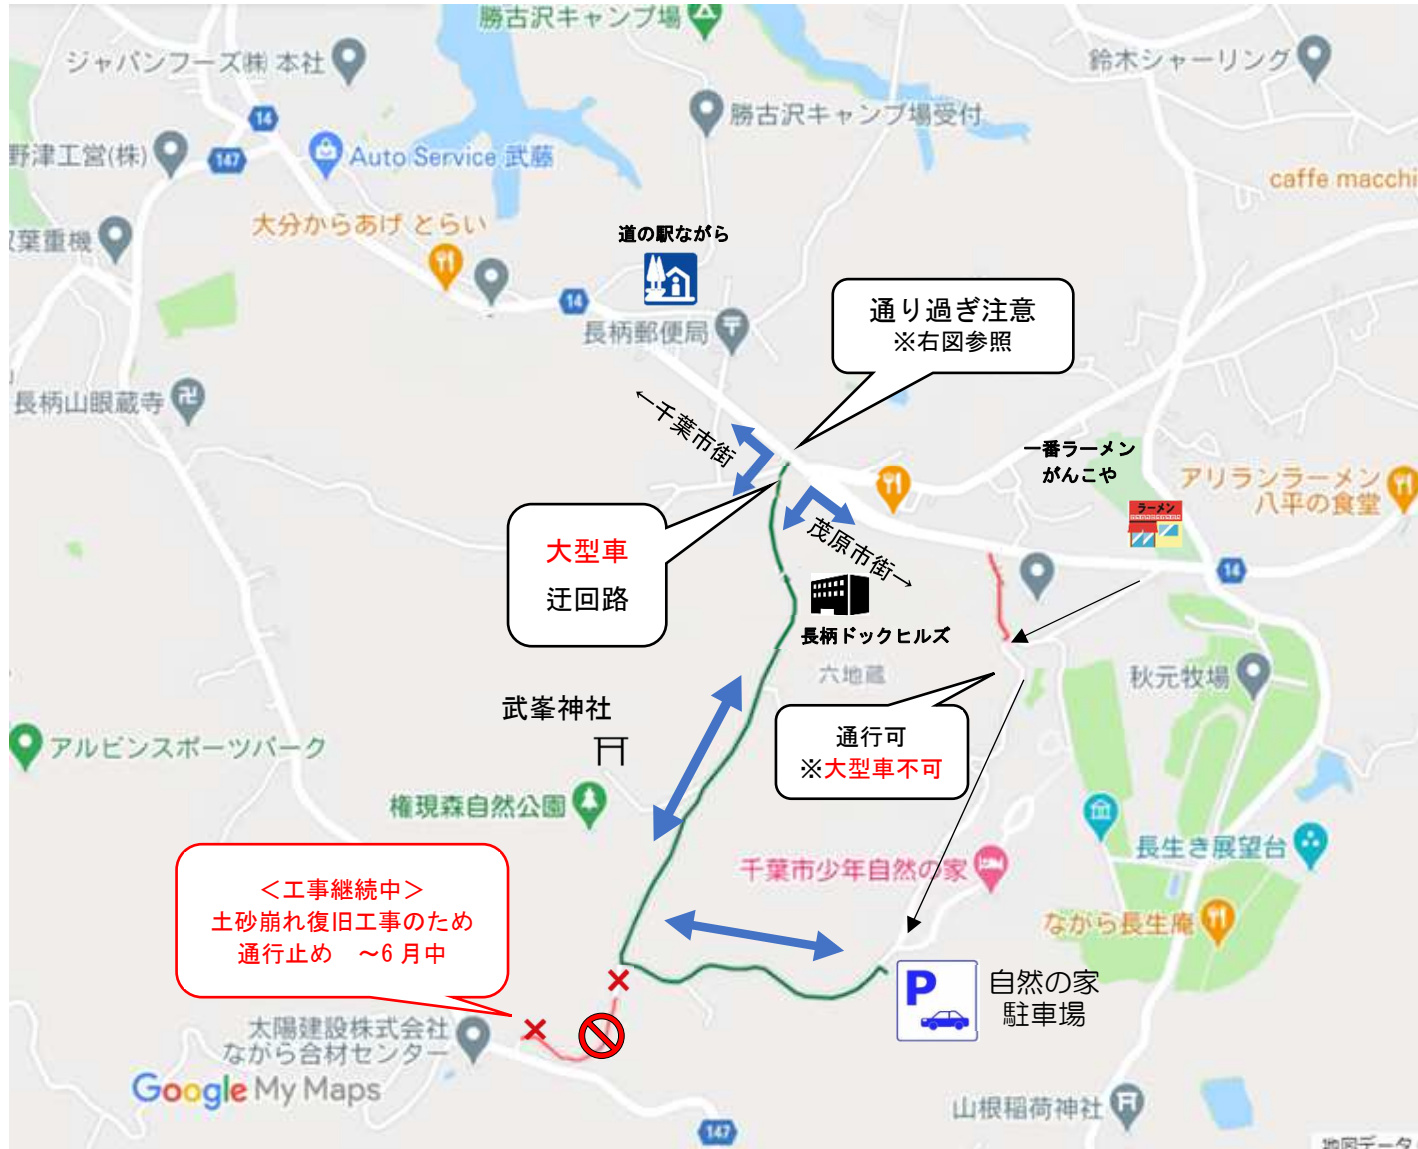 勝古沢キャンプ場
ジャパンフーズ㈱ 本社
鈴木シャーリング
勝古沢キャンプ場受付
14
野津工営(株)
147
Auto Service 武藤
caffe macchi
大分からあげ とらい
葉重機
道の駅ながら
14
長柄郵便局
通り過ぎ注意
※右図参照
長柄山眼蔵寺
←千葉市街
一番ラーメン
がんこや
アリランラーメン
八平の食堂
ラーメン
大型車
迂回路
茂原市街→
14
長柄ドックヒルズ
六地蔵
秋元牧場
武峯神社
アルビンスポーツパーク
通行可
※大型車不可
権現森自然公園
長生き展望台
千葉市少年自然の家
<工事継続中>
土砂崩れ復旧工事のため
通行止め ～6月中
ながら長生庵
P
自然の家
駐車場
太陽建設株式会社
ながら合材センター
Google My Maps
山根稲荷神社
147
地図データ